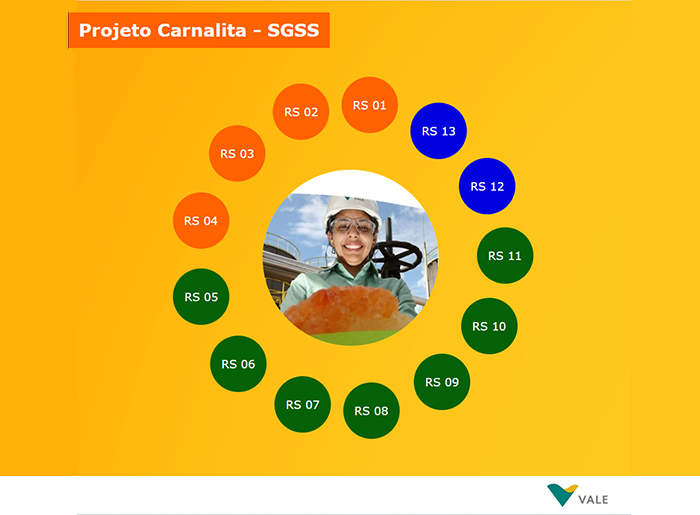 Projeto Carnalita - SGSS
RS 01
RS 02
RS 03
RS 04
RS 05
RS 06
RS 07
RS 08
RS 09
RS 10
RS 11
RS 12
RS 13
VALE